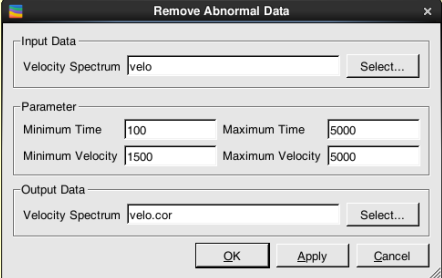 Remove Abnormal Data
×
Input Data
Velocity Spectrum velo Select...
Parameter
Minimum Time 100 Maximum Time 5000
Minimum Velocity 1500 Maximum Velocity 5000
Output Data
Velocity Spectrum velo.cor Select...
OK Apply Cancel